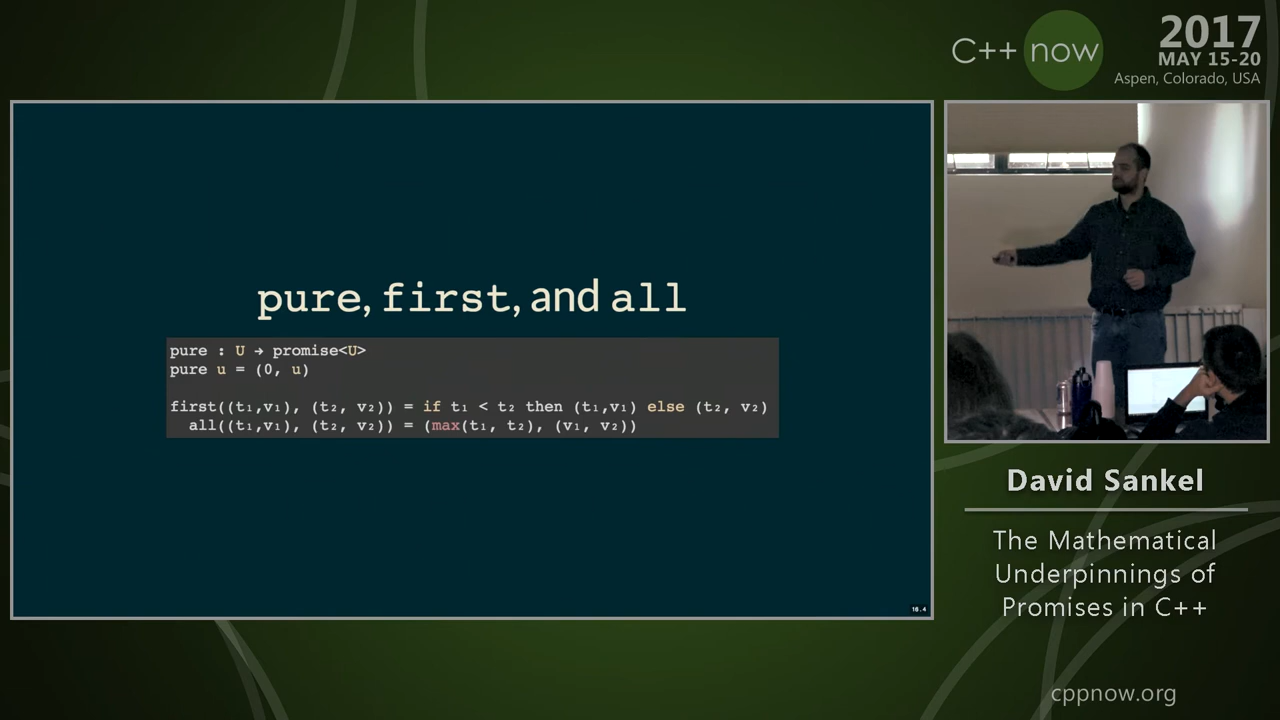 C++ now
2017
MAY 15-20
Aspen, Colorado, USA
pure, first, and all
pure : U → promise<U>
pure u = (0, u)
first((t₁,v₁), (t₂, v₂)) = if t₁ < t₂ then (t₁,v₁) else (t₂, v₂)
all((t₁,v₁), (t₂, v₂)) = (max(t₁, t₂), (v₁, v₂))
16.4
David Sankel
The Mathematical
Underpinnings of
Promises in C++
cppnow.org